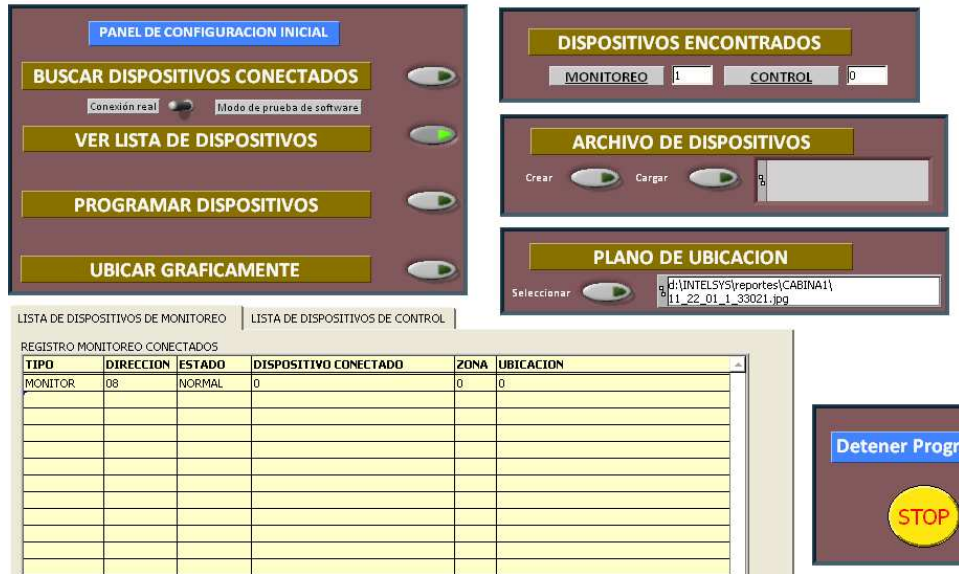 PANEL DE CONFIGURACION INICIAL
BUSCAR DISPOSITIVOS CONECTADOS
Conexión real
Modo de prueba de software
VER LISTA DE DISPOSITIVOS
PROGRAMAR DISPOSITIVOS
UBICAR GRAFICAMENTE
DISPOSITIVOS ENCONTRADOS
MONITOREO 1 CONTROL 0
ARCHIVO DE DISPOSITIVOS
Crear Cargar
PLANO DE UBICACION
Seleccionar
d:\INTELSYS\reportes\CABINA1\
11_22_01_1_33021.jpg
LISTA DE DISPOSITIVOS DE MONITOREO LISTA DE DISPOSITIVOS DE CONTROL
REGISTRO MONITOREO CONECTADOS
TIPO DIRECCION ESTADO DISPOSITIVO CONECTADO ZONA UBICACION
MONITOR 08 NORMAL 0 0 0
Detener Progr
STOP